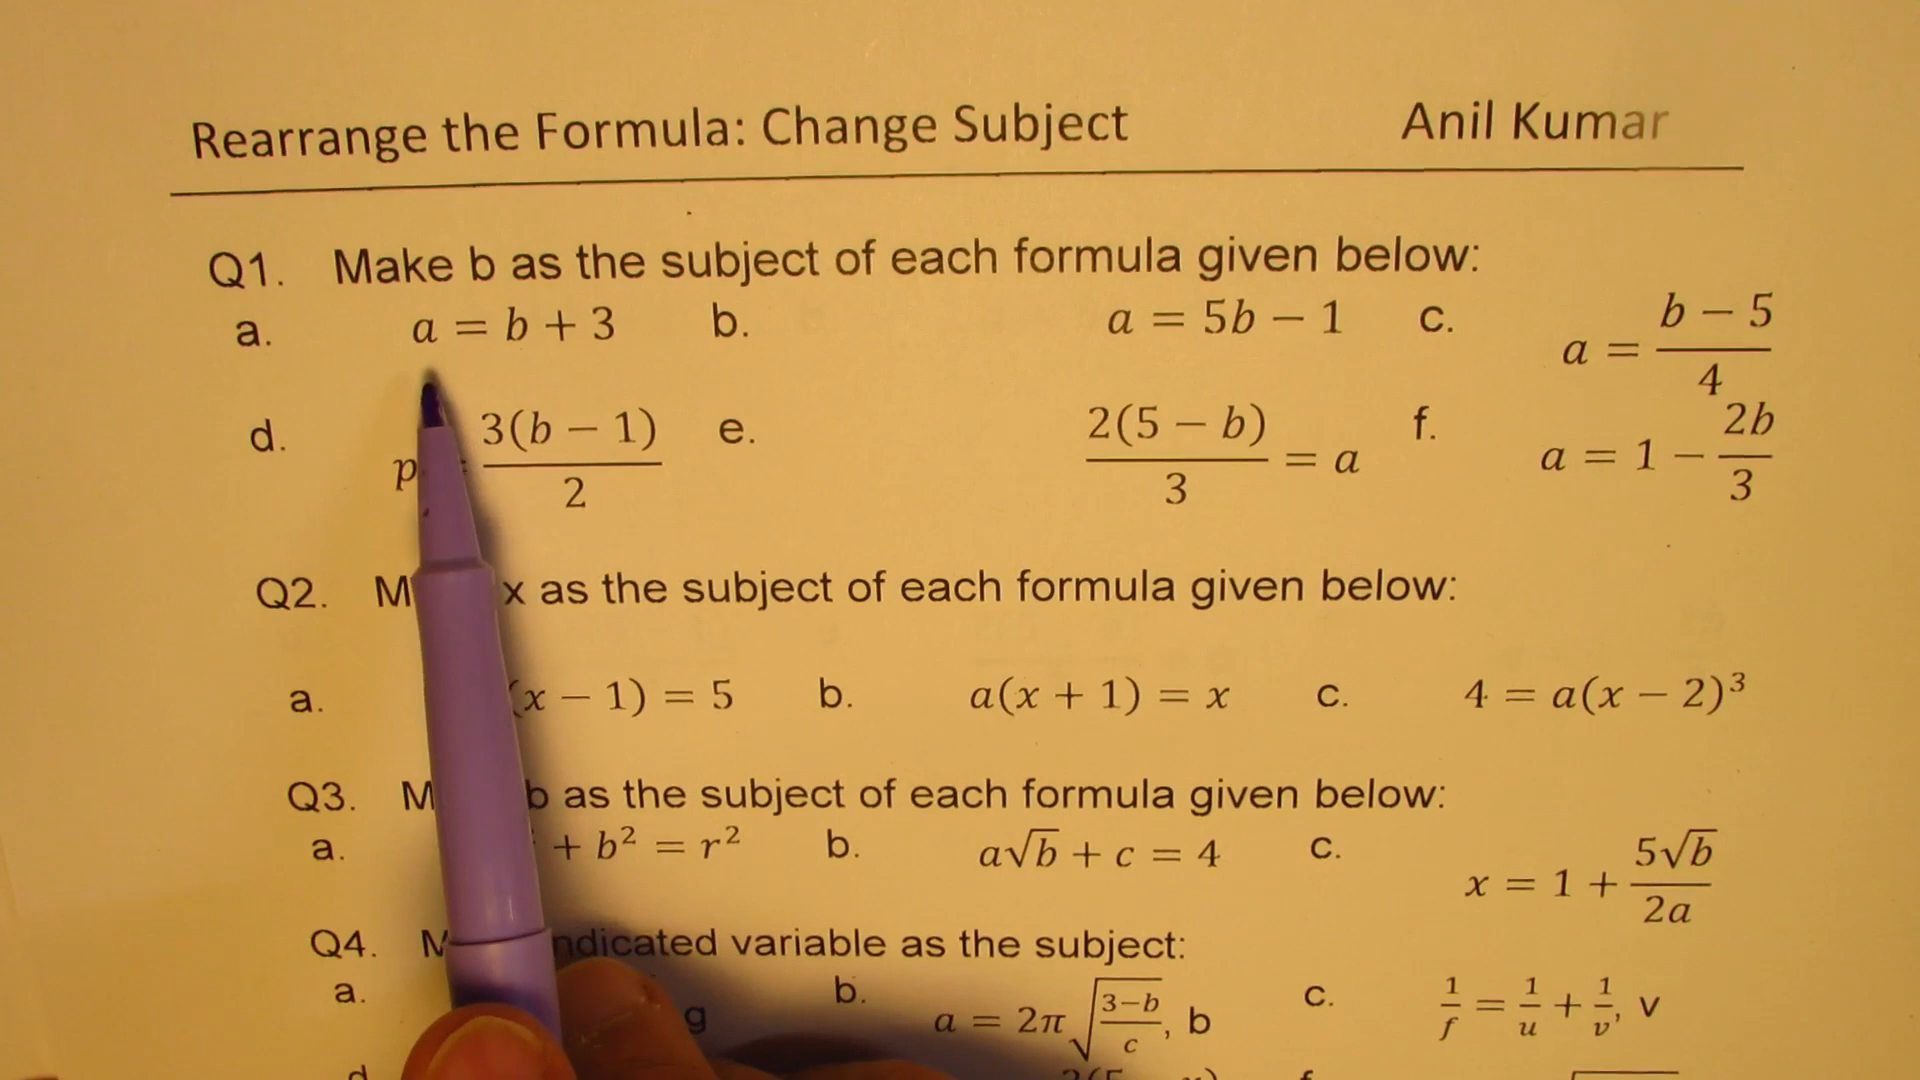 Rearrange the Formula: Change Subject Anil Kumar
Q1. Make b as the subject of each formula given below:
a. a = b + 3 b. a = 5b − 1 c. a = (b − 5)/4
d. p = 3(b − 1)/2 e. 2(5 − b)/3 = a f. a = 1 − 2b/3
Q2. x as the subject of each formula given below:
a. (x − 1) = 5 b. a(x + 1) = x c. 4 = a(x − 2)³
Q3. b as the subject of each formula given below:
a. + b² = r² b. a√b + c = 4 c. x = 1 + 5√b/2a
Q4. indicated variable as the subject:
a. g b. a = 2π√((3−b)/c), b c. 1/f = 1/u + 1/v, v